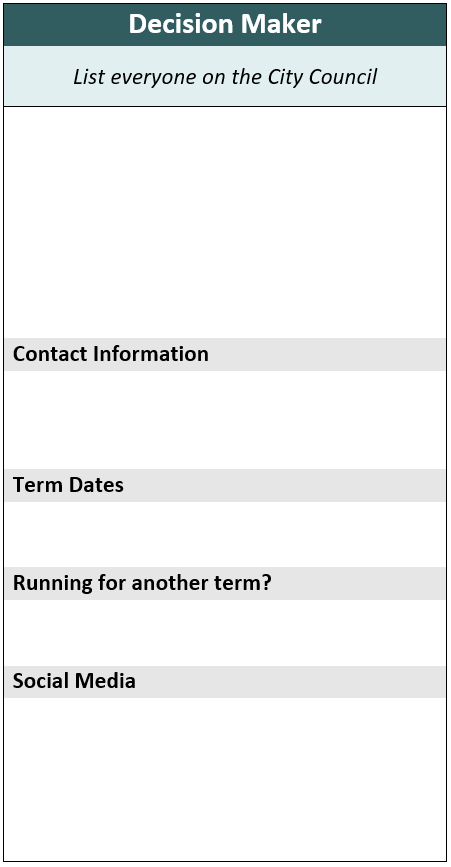 Decision Maker
List everyone on the City Council
Contact Information
Term Dates
Running for another term?
Social Media